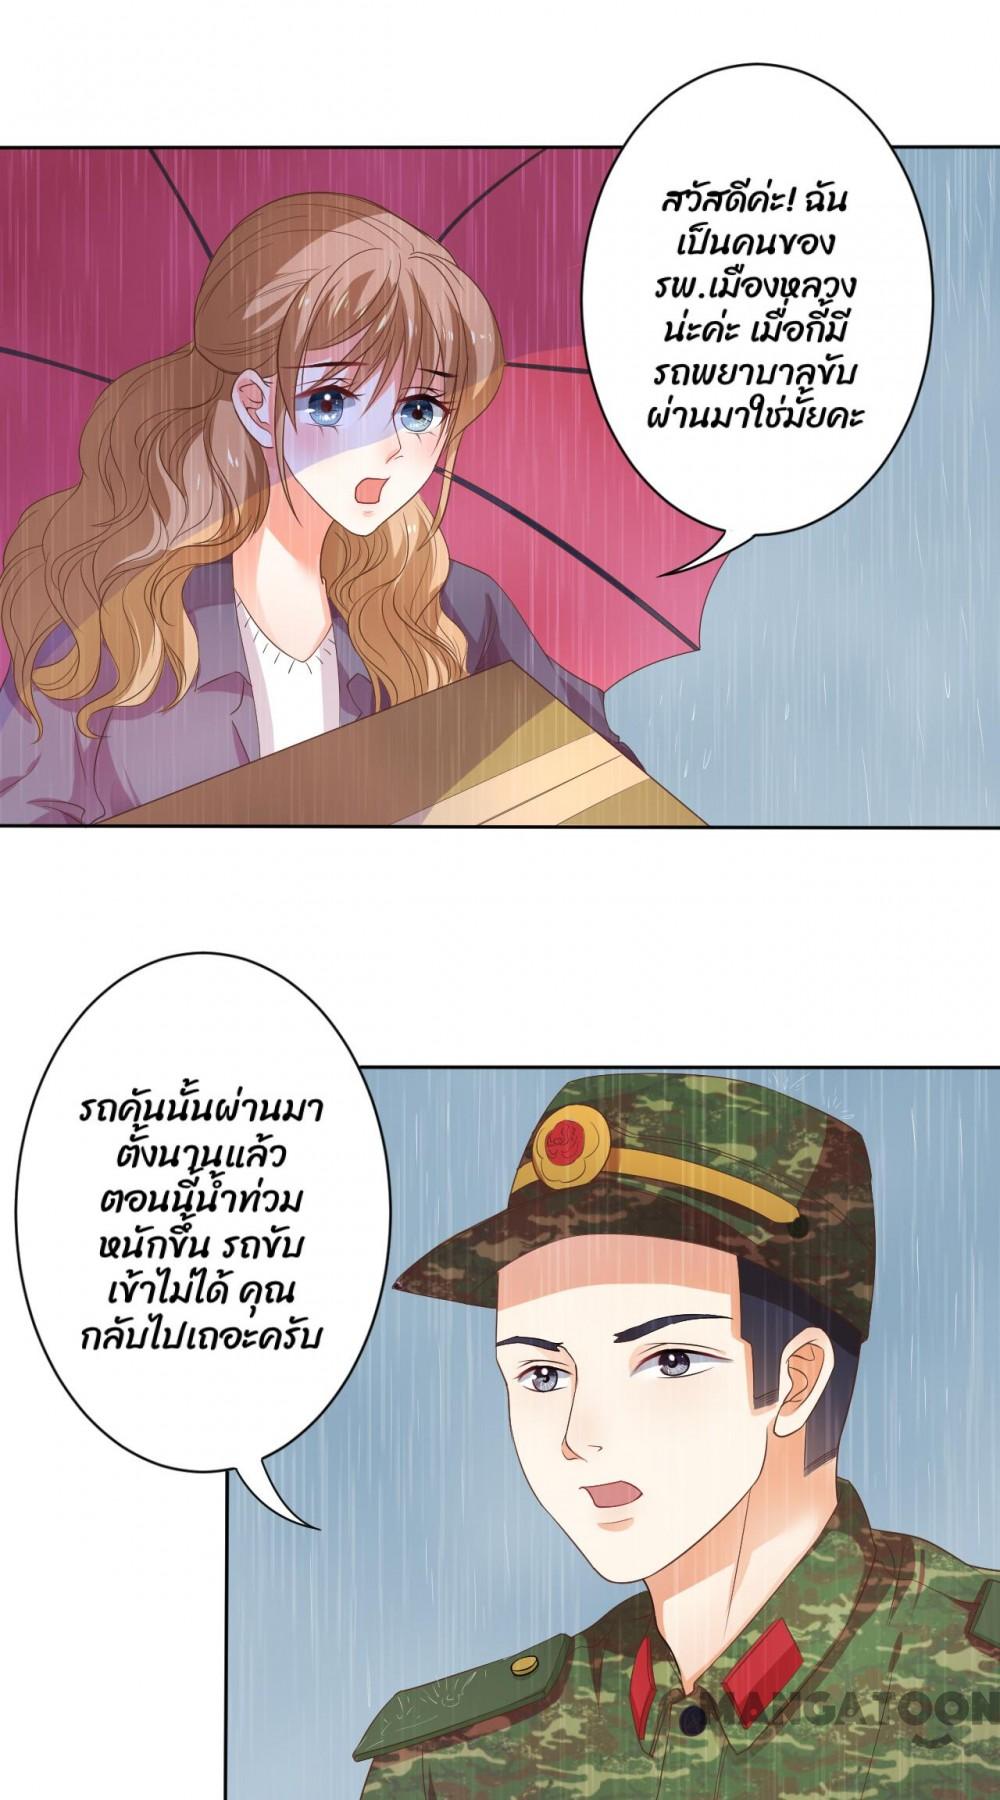 สวัสดีค่ะ! ฉัน
เป็นคนของ
รพ.เมืองหลวง
น่ะค่ะ เมื่อกี้มี
รถพยาบาลขับ
ผ่านมาใช่มั้ยคะ
รถคันนั้นผ่านมา
ตั้งนานแล้ว
ตอนนี้น้ำท่วม
หนักขึ้น รถขับ
เข้าไม่ได้ คุณ
กลับไปเถอะครับ
MANGATOON